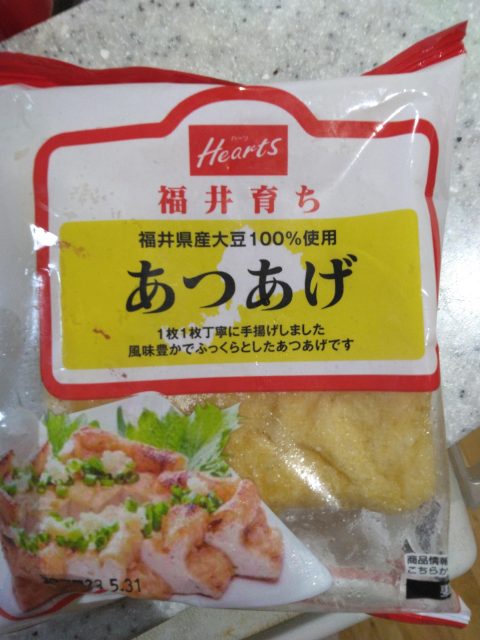 ハーツ
Hearts
福井育ち
福井県産大豆100%使用
あつあげ
1枚1枚丁寧に手揚げしました
風味豊かでふっくらとしたあつあげです
23.5.31
商品情報
こちらか